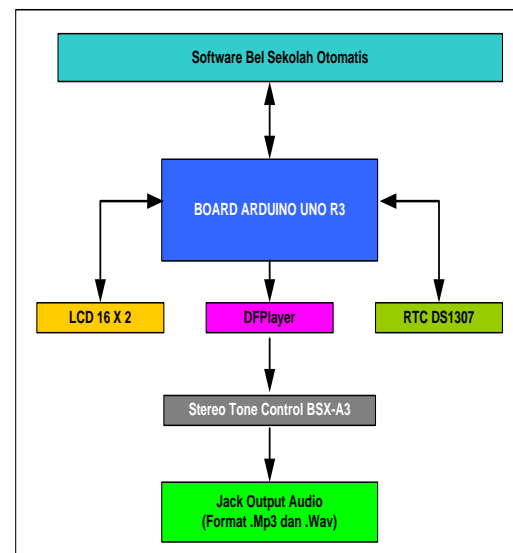 Software Bel Sekolah Otomatis
BOARD ARDUINO UNO R3
LCD 16 X 2
DFPlayer
RTC DS1307
Stereo Tone Control BSX-A3
Jack Output Audio
(Format .Mp3 dan .Wav)